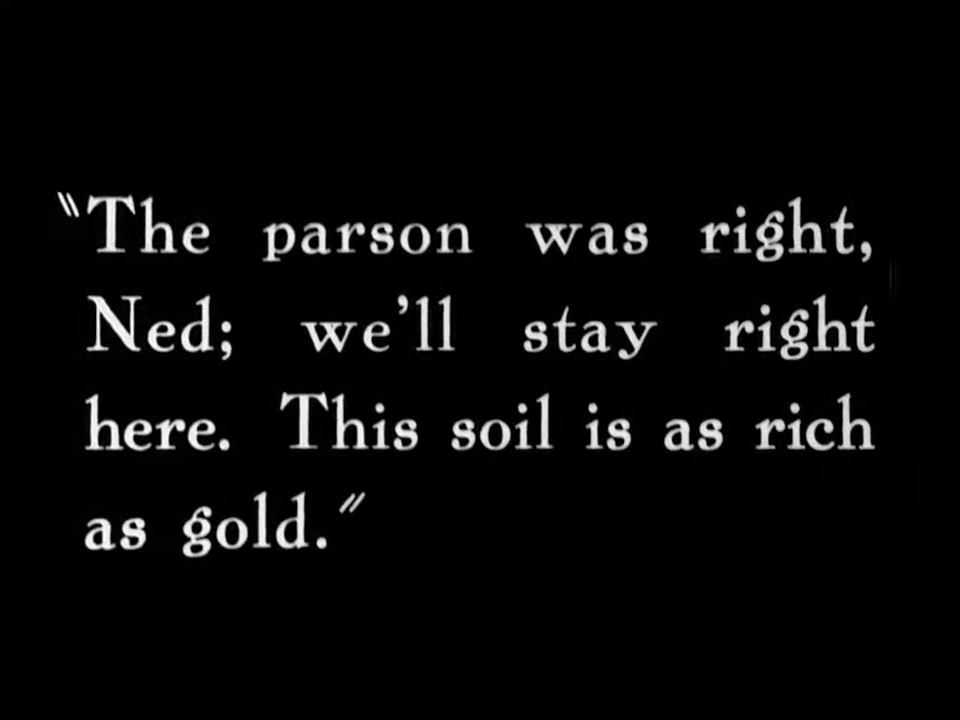 "The parson was right,
Ned; we'll stay right
here. This soil is as rich
as gold."